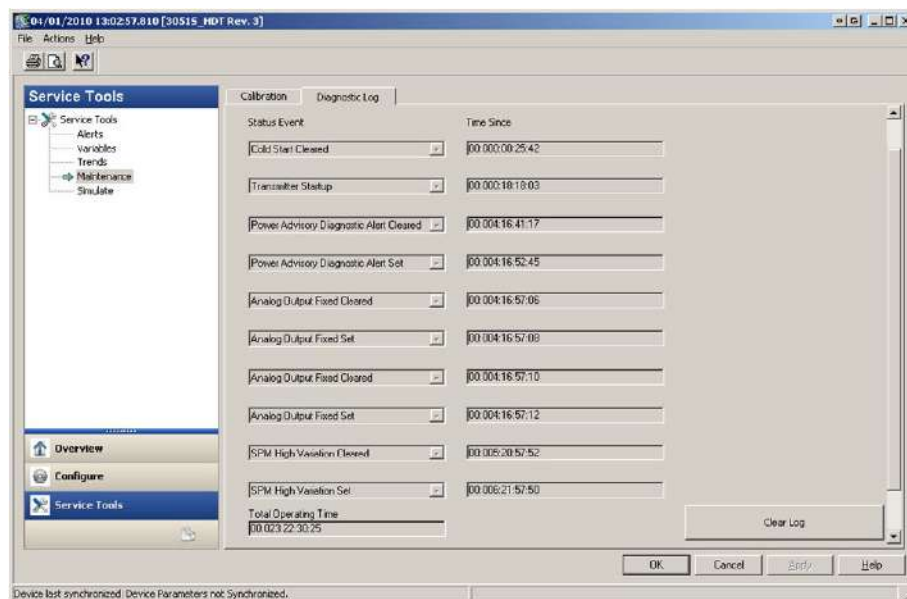 04/01/2010 13:02:57.810 [3051S_HDT Rev. 3]
File Actions Help
Service Tools
Service Tools
Alerts
Variables
Trends
Maintenance
Simulate
Overview
Configure
Service Tools
Calibration Diagnostic Log
Status Event Time Since
Cold Start Cleared 00:000:00:25:42
Transmitter Startup 00:000:18:18:03
Power Advisory Diagnostic Alert Cleared 00:004:16:41:17
Power Advisory Diagnostic Alert Set 00:004:16:52:45
Analog Output Fixed Cleared 00:004:16:57:06
Analog Output Fixed Set 00:004:16:57:08
Analog Output Fixed Cleared 00:004:16:57:10
Analog Output Fixed Set 00:004:16:57:12
SPM High Variation Cleared 00:005:20:57:52
SPM High Variation Set 00:006:21:57:50
Total Operating Time
00:023:22:30:25
Clear Log
OK Cancel Apply Help
Device last synchronized: Device Parameters not Synchronized.